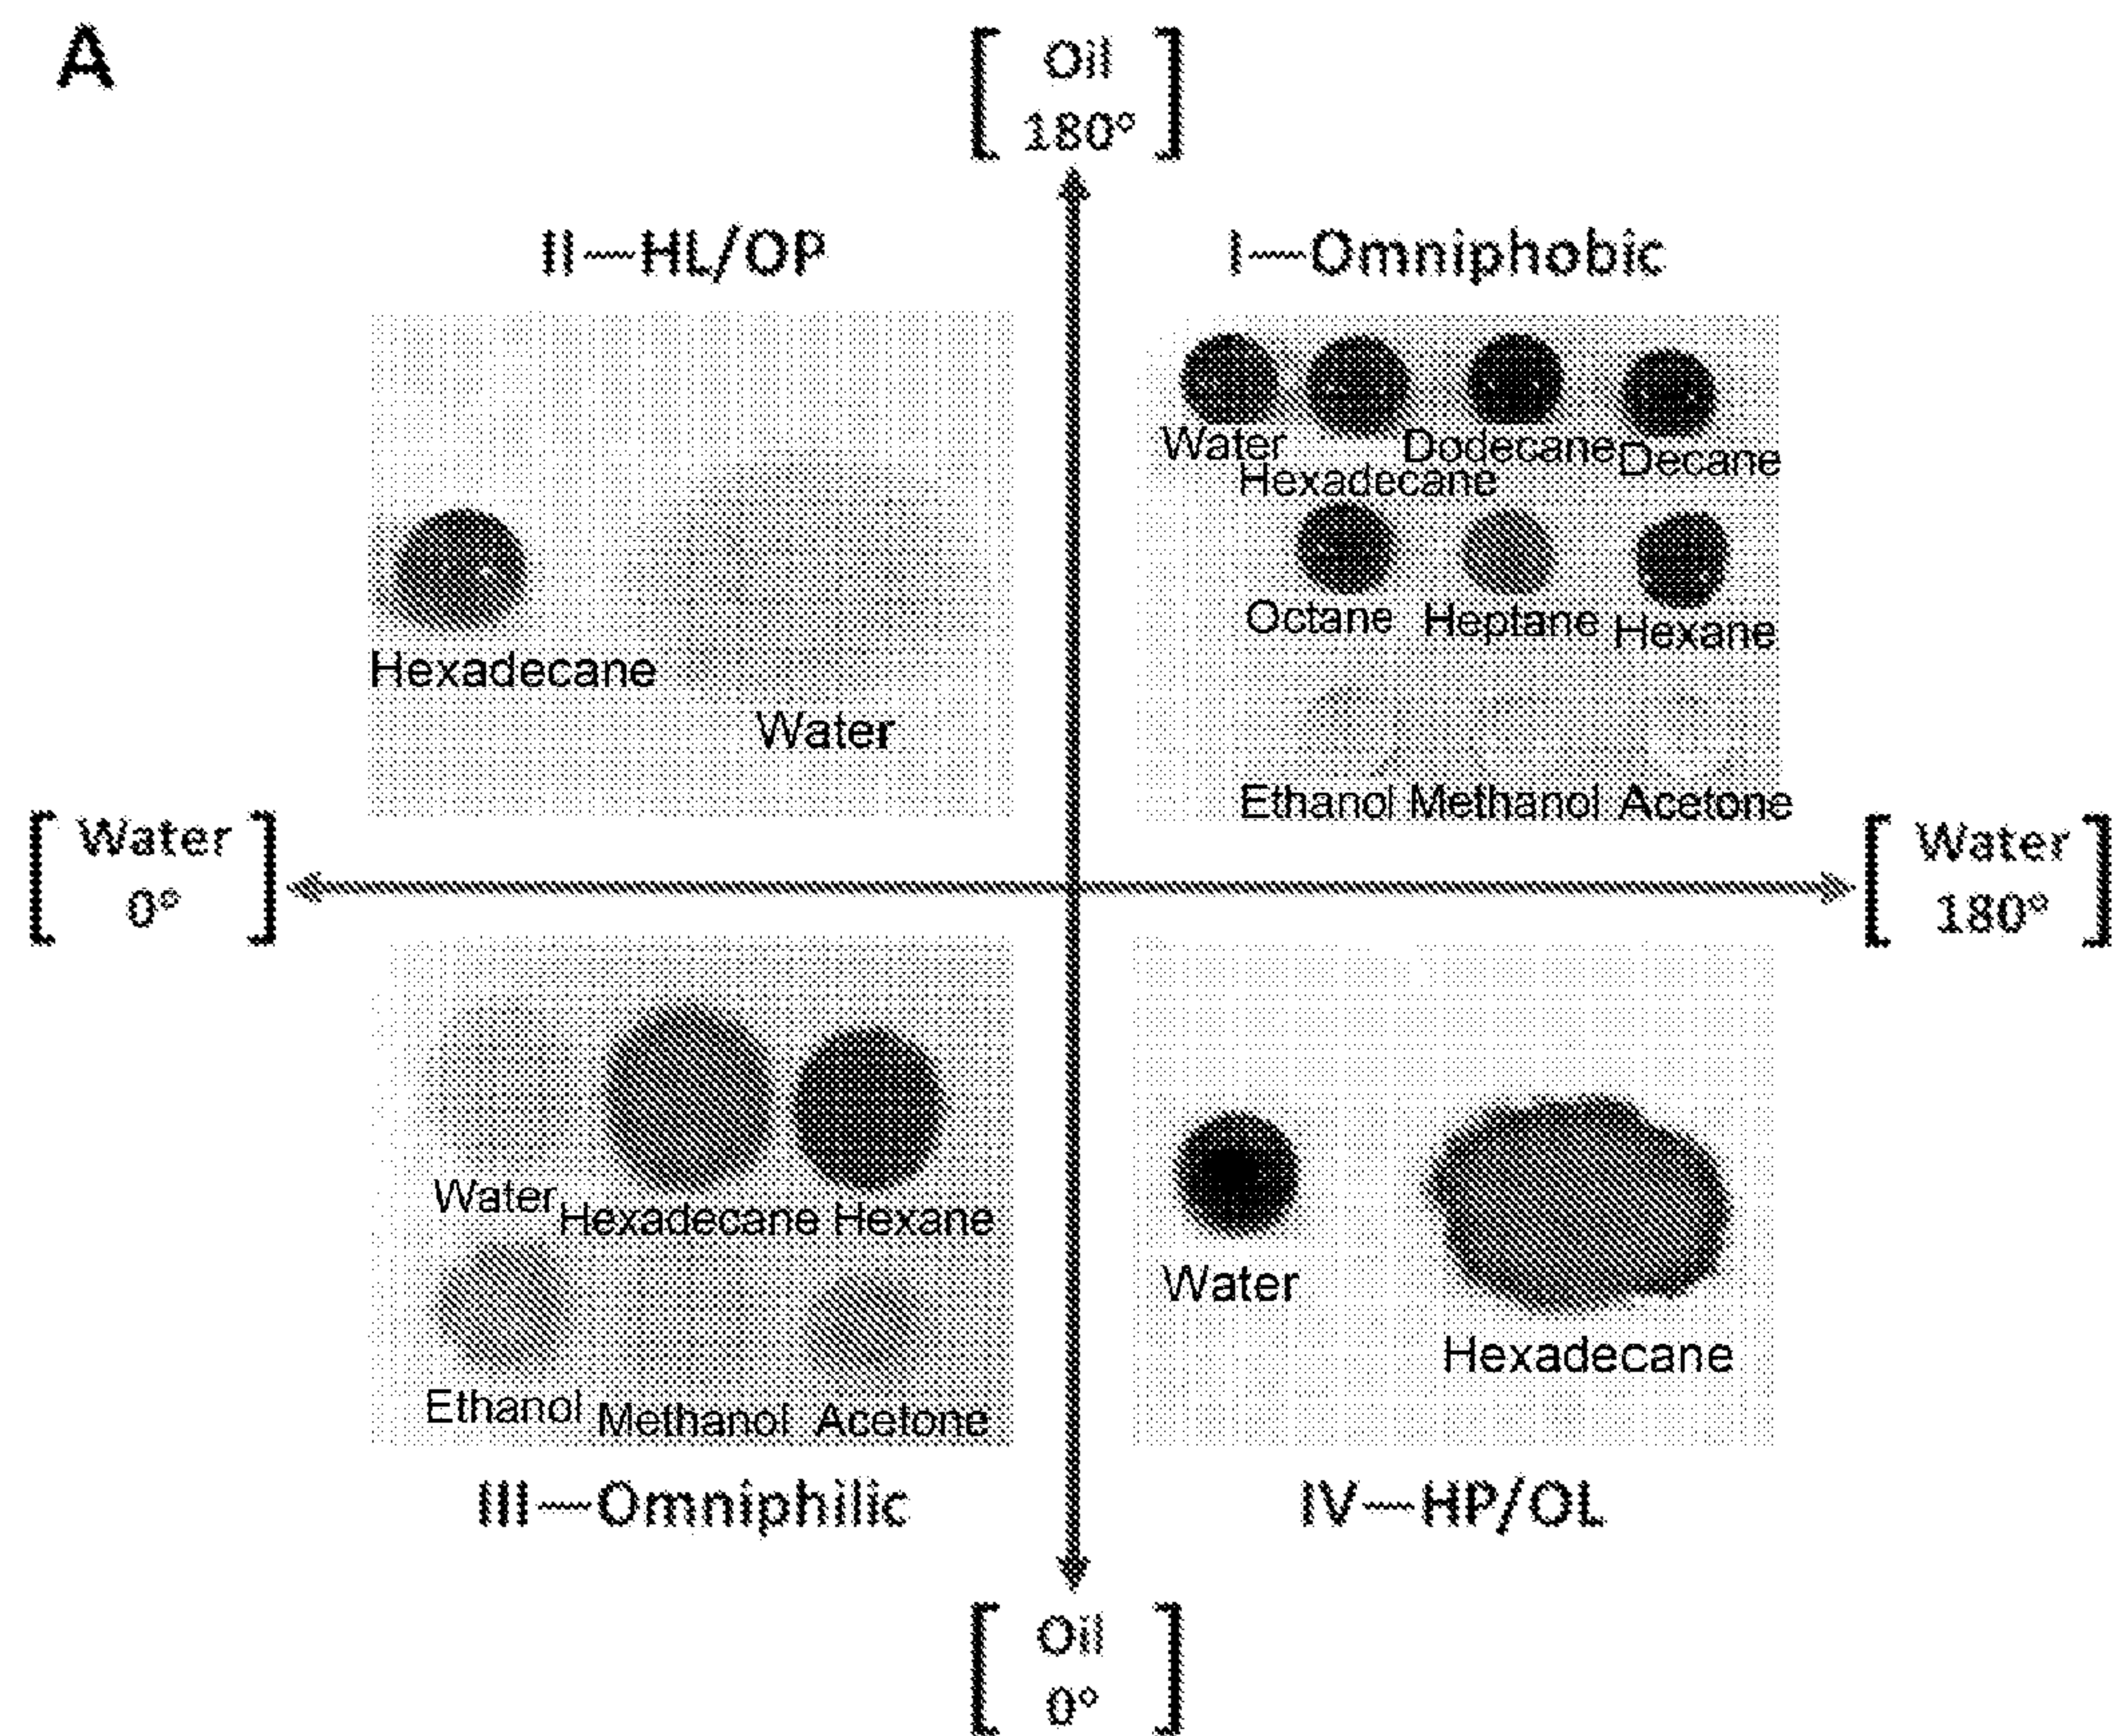 A
[ Oil 180° ]
II—HL/OP
I—Omniphobic
Hexadecane
Water
Water
Hexadecane
Dodecane
Decane
Octane
Heptane
Hexane
Ethanol
Methanol
Acetone
[ Water 0° ]
[ Water 180° ]
Water
Hexadecane
Hexane
Ethanol
Methanol
Acetone
Water
Hexadecane
III—Omniphilic
IV—HP/OL
[ Oil 0° ]